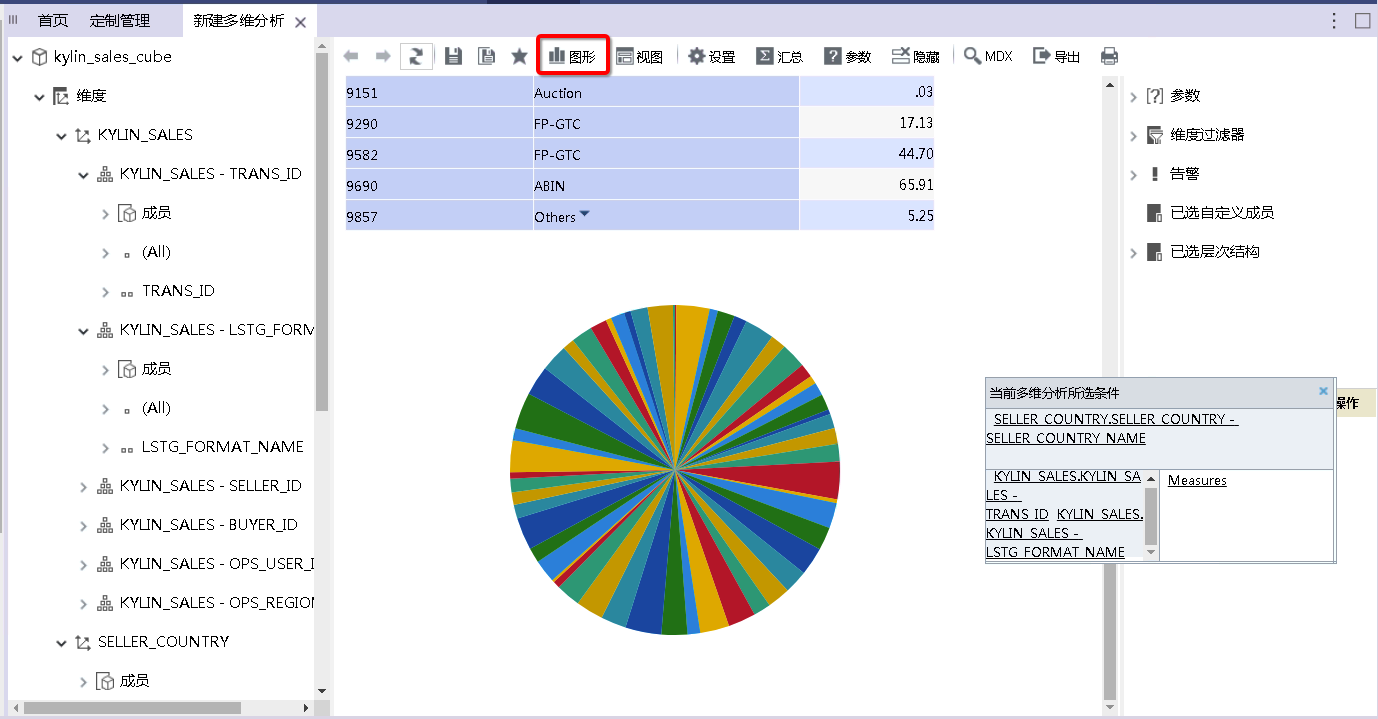 首页 定制管理 新建多维分析
kylin_sales_cube
维度
KYLIN_SALES
KYLIN_SALES - TRANS_ID
成员
(All)
TRANS_ID
KYLIN_SALES - LSTG_FORM
成员
(All)
LSTG_FORMAT_NAME
KYLIN_SALES - SELLER_ID
KYLIN_SALES - BUYER_ID
KYLIN_SALES - OPS_USER_I
KYLIN_SALES - OPS_REGION
SELLER_COUNTRY
成员
图形 视图 设置 汇总 参数 隐藏 MDX 导出
9151 Auction .03
9290 FP-GTC 17.13
9582 FP-GTC 44.70
9690 ABIN 65.91
9857 Others 5.25
参数
维度过滤器
告警
已选自定义成员
已选层次结构
操作
当前多维分析所选条件
SELLER_COUNTRY.SELLER_COUNTRY -
SELLER_COUNTRY_NAME
KYLIN_SALES.KYLIN_SA
LES -
TRANS_ID KYLIN_SALES.
KYLIN_SALES -
LSTG_FORMAT_NAME
Measures